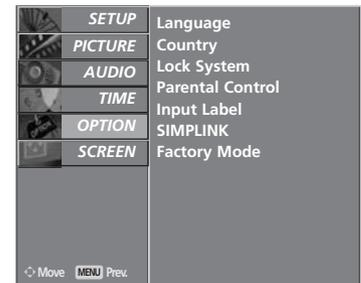 SETUP
PICTURE
AUDIO
TIME
OPTION
SCREEN
Move MENU Prev.
Language
Country
Lock System
Parental Control
Input Label
SIMPLINK
Factory Mode